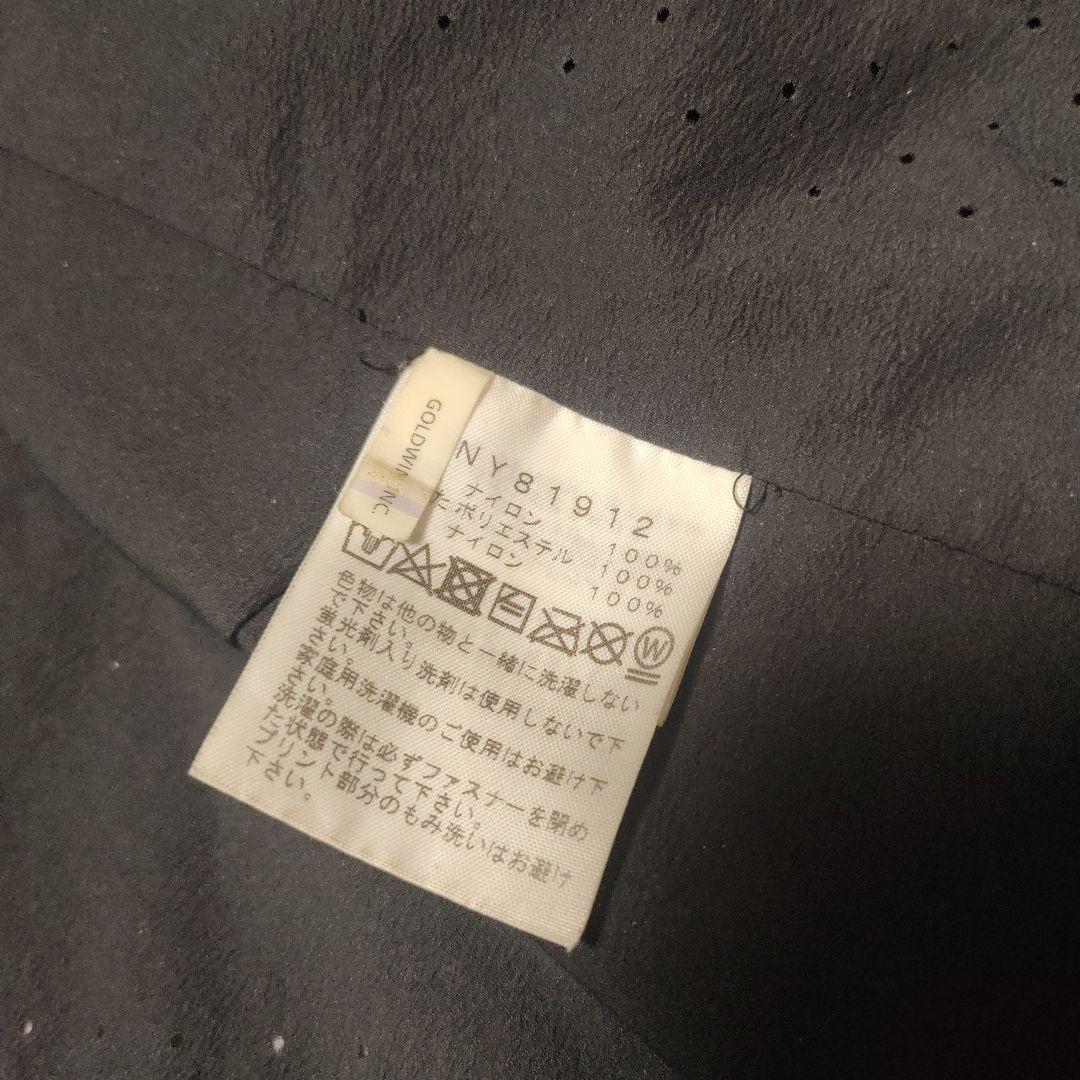 GOLDWIN INC.
NY81912
ナイロン 100%
た ポリエステル 100%
ナイロン 100%
W
色物は他の物と一緒に洗濯しない
で下さい。
蛍光剤入り洗剤は使用しないで下
さい。
家庭用洗濯機のご使用はお避け下
さい。
洗濯の際は必ずファスナーを閉め
た状態で行って下さい。
プリント部分のもみ洗いはお避け
下さい。